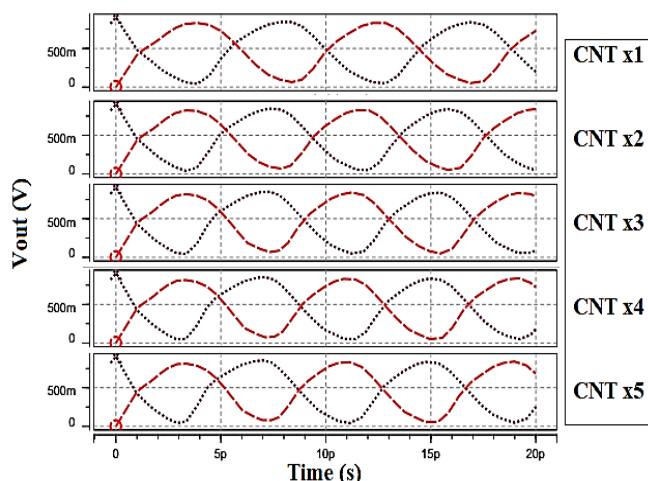 500m
0
CNT x1
500m
0
CNT x2
500m
0
CNT x3
500m
0
CNT x4
500m
0
CNT x5
Vout (V)
0
5p
10p
15p
20p
Time (s)